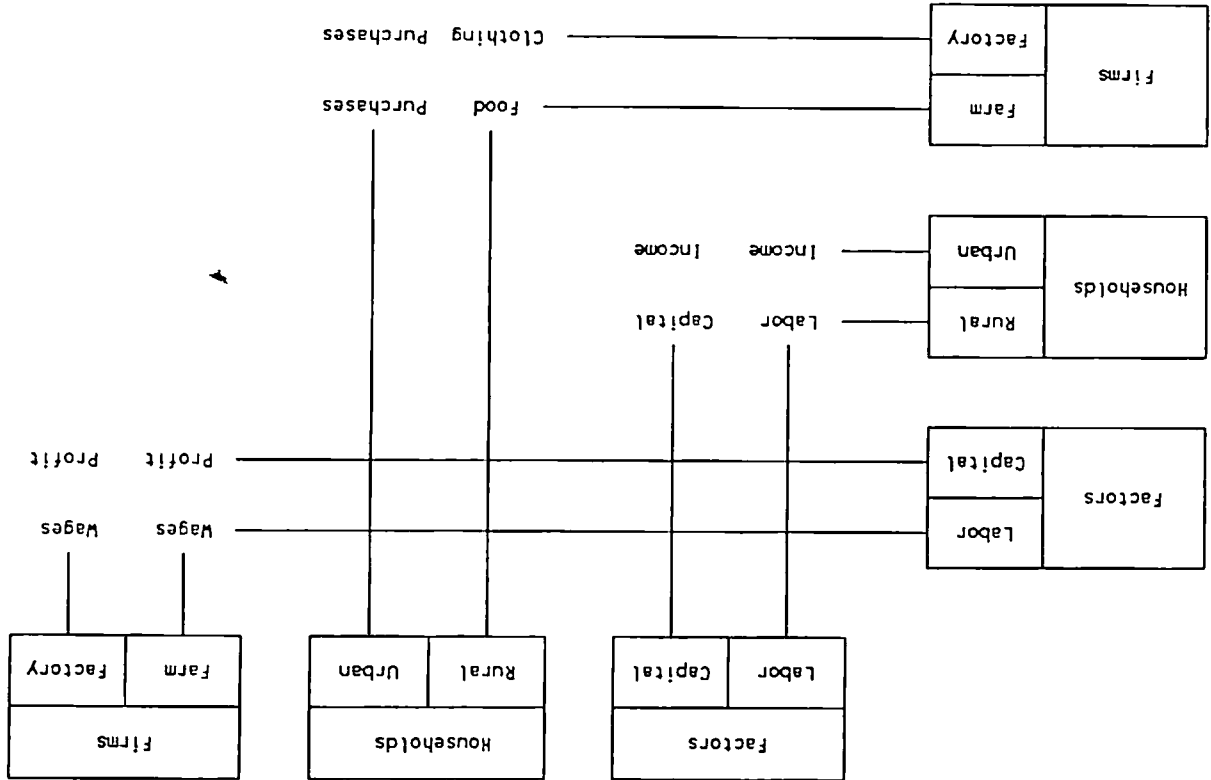 Factors Households Firms
Labor Capital Rural Urban Farm Factory
Labor Wages Wages
Factors
Capital Profit Profit
Rural Labor Capital
Households
Urban Income Income
Farm Food Purchases
Firms
Factory Clothing Purchases